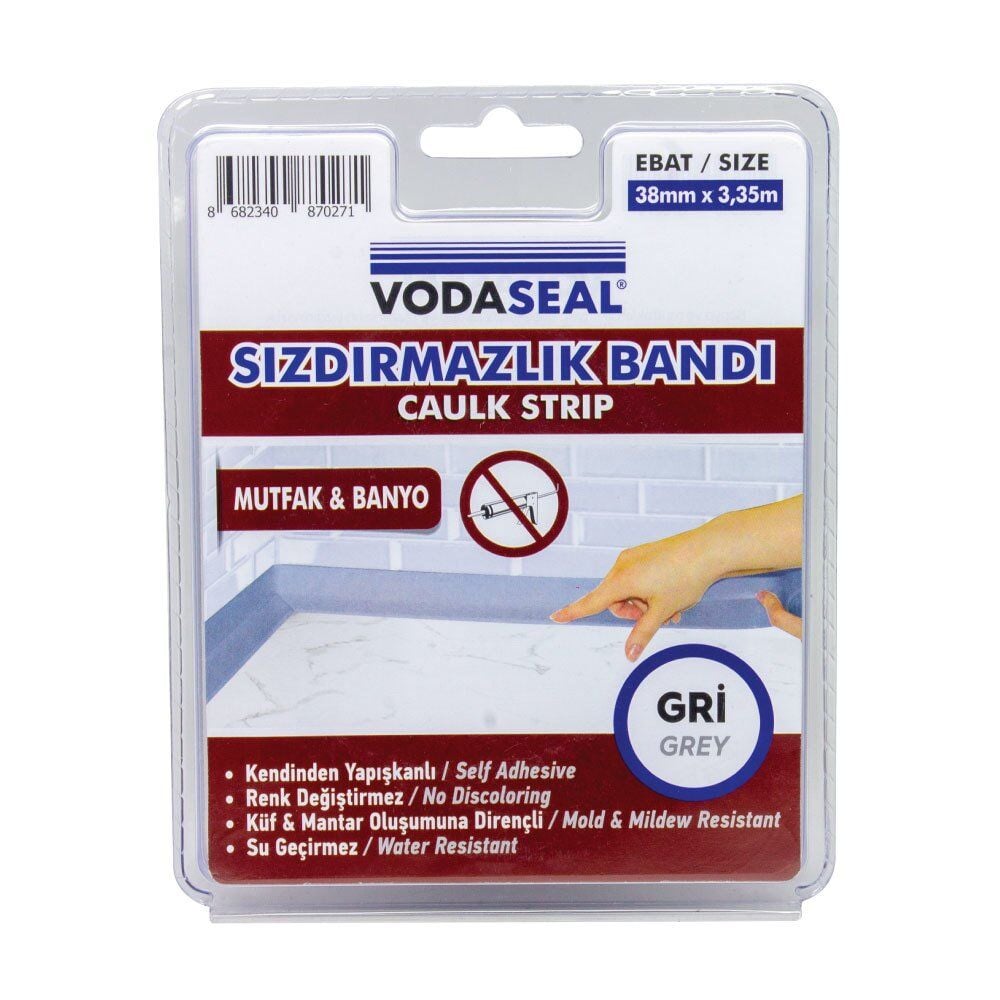 EBAT / SIZE
38mm x 3,35m
8 682340 870271
VODASEAL®
SIZDIRMAZLIK BANDI
CAULK STRIP
MUTFAK & BANYO
GRİ
GREY
• Kendinden Yapışkanlı / Self Adhesive
• Renk Değiştirmez / No Discoloring
• Küf & Mantar Oluşumuna Dirençli / Mold & Mildew Resistant
• Su Geçirmez / Water Resistant